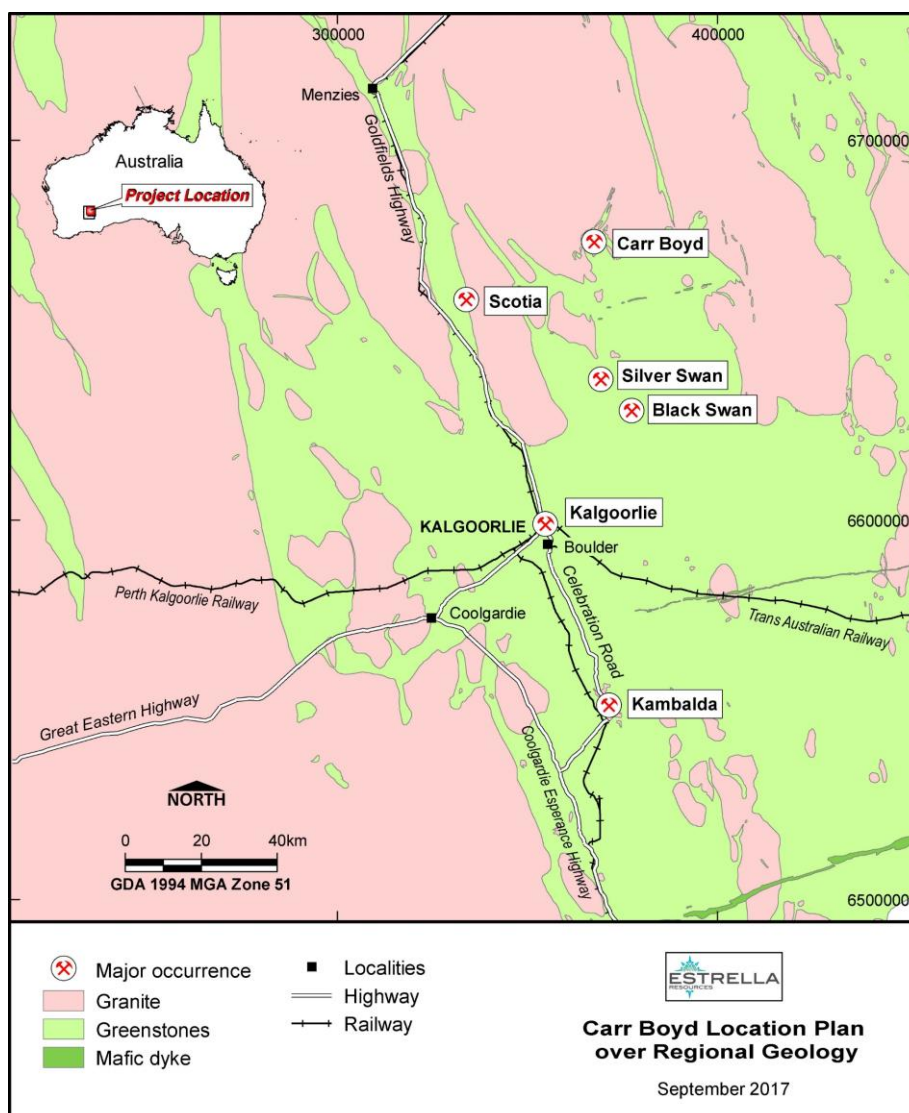 300000
400000
Menzies
Goldfields Highway
6700000
Australia
Project Location
Carr Boyd
Scotia
Silver Swan
Black Swan
Kalgoorlie
KALGOORLIE
6600000
Boulder
Celebration Road
Perth Kalgoorlie Railway
Coolgardie
Trans Australian Railway
Great Eastern Highway
Kambalda
Coolgardie Esperance Highway
NORTH
0 20 40km
GDA 1994 MGA Zone 51
6500000
Major occurrence
Granite
Greenstones
Mafic dyke
Localities
Highway
Railway
ESTRELLA
RESOURCES
Carr Boyd Location Plan
over Regional Geology
September 2017